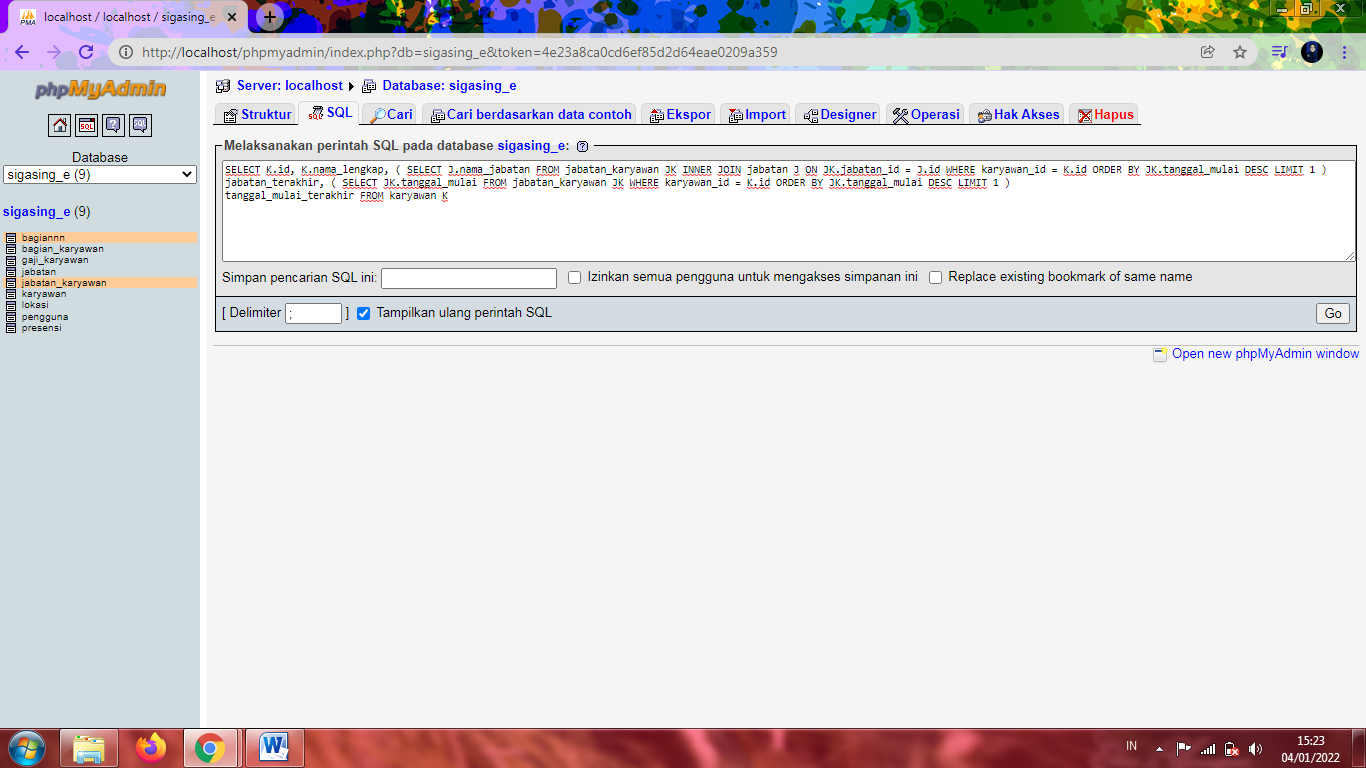 localhost / localhost / sigasing_e
http://localhost/phpmyadmin/index.php?db=sigasing_e&token=4e23a8ca0cd6ef85d2d64eae0209a359
phpMyAdmin
Database
sigasing_e (9)
sigasing_e (9)
bagiannn
bagian_karyawan
gaji_karyawan
jabatan
jabatan_karyawan
karyawan
lokasi
pengguna
presensi
Server: localhost Database: sigasing_e
Struktur SQL Cari Cari berdasarkan data contoh Ekspor Import Designer Operasi Hak Akses Hapus
Melaksanakan perintah SQL pada database sigasing_e:
SELECT K.id, K.nama_lengkap, ( SELECT J.nama_jabatan FROM jabatan_karyawan JK INNER JOIN jabatan J ON JK.jabatan_id = J.id WHERE karyawan_id = K.id ORDER BY JK.tanggal_mulai DESC LIMIT 1 )
jabatan_terakhir, ( SELECT JK.tanggal_mulai FROM jabatan_karyawan JK WHERE karyawan_id = K.id ORDER BY JK.tanggal_mulai DESC LIMIT 1 )
tanggal_mulai_terakhir FROM karyawan K
Simpan pencarian SQL ini: Izinkan semua pengguna untuk mengakses simpanan ini Replace existing bookmark of same name
[ Delimiter ; ] Tampilkan ulang perintah SQL Go
Open new phpMyAdmin window
IN 15:23
04/01/2022